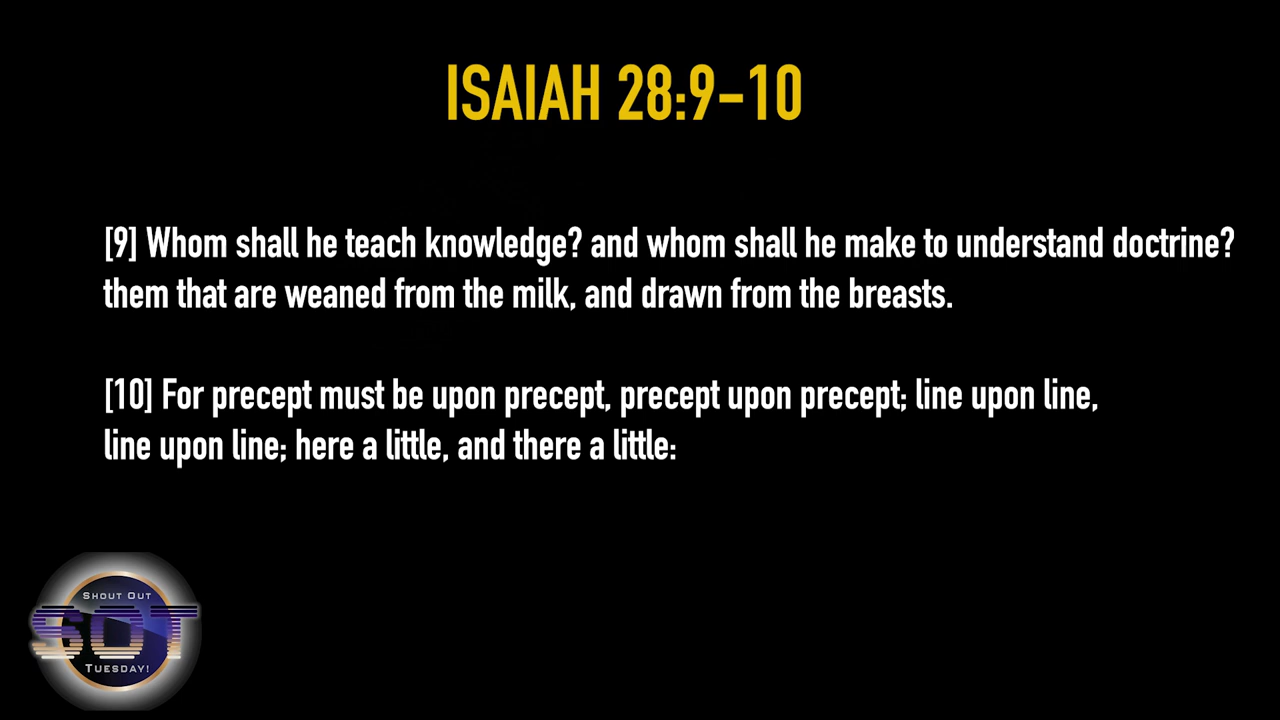 ISAIAH 28:9-10
[9] Whom shall he teach knowledge? and whom shall he make to understand doctrine?
them that are weaned from the milk, and drawn from the breasts.
[10] For precept must be upon precept, precept upon precept; line upon line,
line upon line; here a little, and there a little:
SHOUT OUT
SOT
TUESDAY!